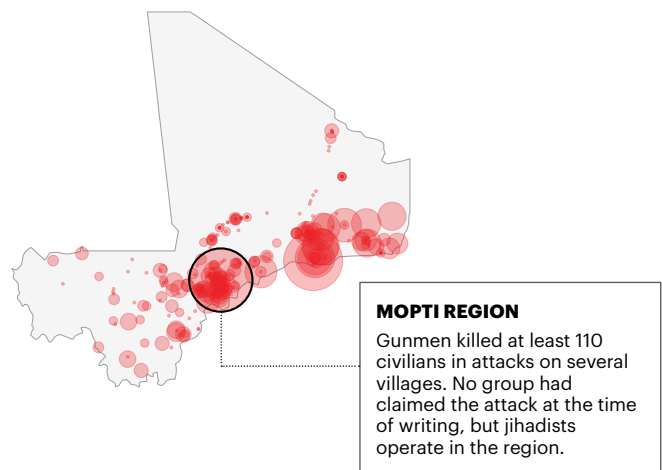 MOPTI REGION
Gunmen killed at least 110
civilians in attacks on several
villages. No group had
claimed the attack at the time
of writing, but jihadists
operate in the region.